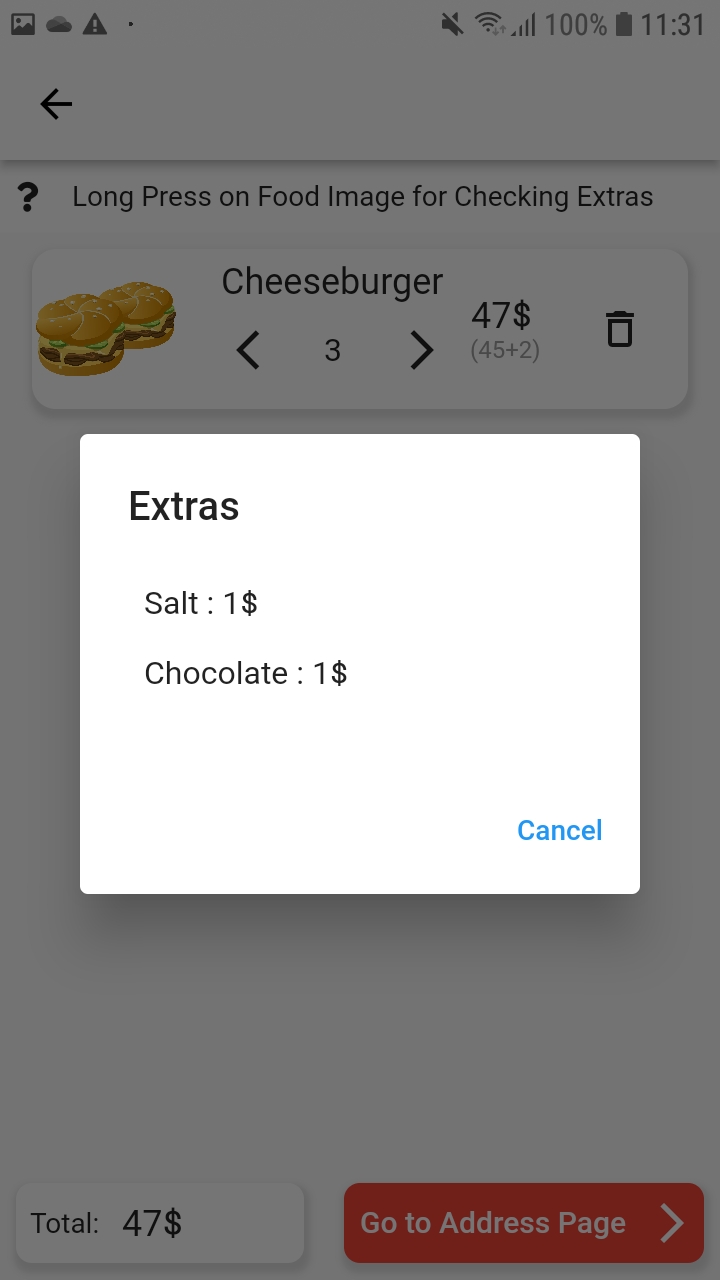 100% 11:31
? Long Press on Food Image for Checking Extras
Cheeseburger
47$
3
(45+2)
Extras
Salt : 1$
Chocolate : 1$
Cancel
Total: 47$
Go to Address Page